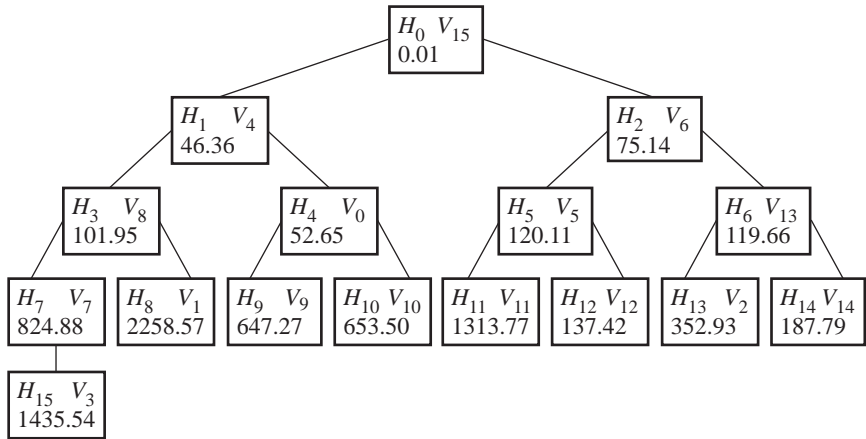 H₀ V₁₅
0.01
H₁ V₄
46.36
H₂ V₆
75.14
H₃ V₈
101.95
H₄ V₀
52.65
H₅ V₅
120.11
H₆ V₁₃
119.66
H₇ V₇
824.88
H₈ V₁
2258.57
H₉ V₉
647.27
H₁₀ V₁₀
653.50
H₁₁ V₁₁
1313.77
H₁₂ V₁₂
137.42
H₁₃ V₂
352.93
H₁₄ V₁₄
187.79
H₁₅ V₃
1435.54